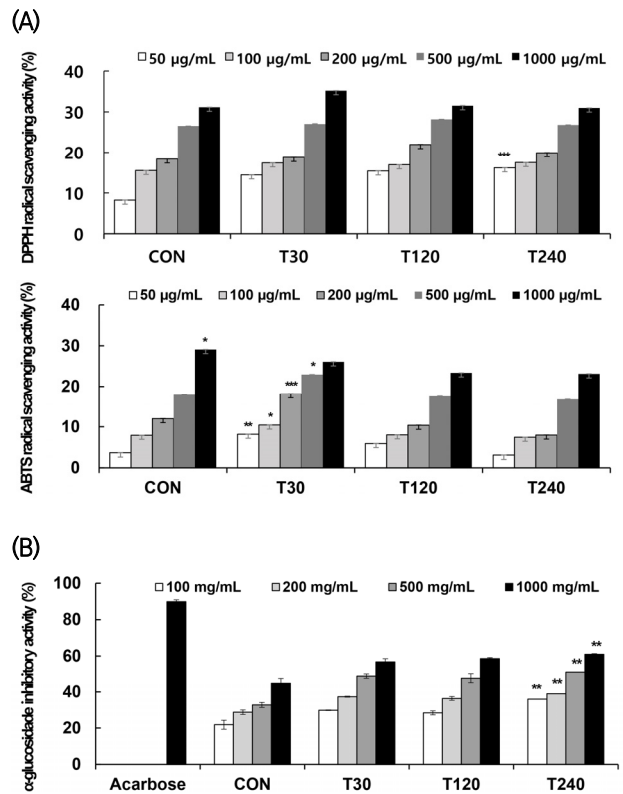 (A)
50 μg/mL 100 μg/mL 200 μg/mL 500 μg/mL 1000 μg/mL
DPPH radical scavenging activity (%)
40
30
20
10
0
***
CON T30 T120 T240
50 μg/mL 100 μg/mL 200 μg/mL 500 μg/mL 1000 μg/mL
ABTS radical scavenging activity (%)
40
30
20
10
0
* ** * *** *
CON T30 T120 T240
(B)
100 mg/mL 200 mg/mL 500 mg/mL 1000 mg/mL
α-glucosidade inhibitory activity (%)
100
80
60
40
20
0
** ** ** **
Acarbose CON T30 T120 T240